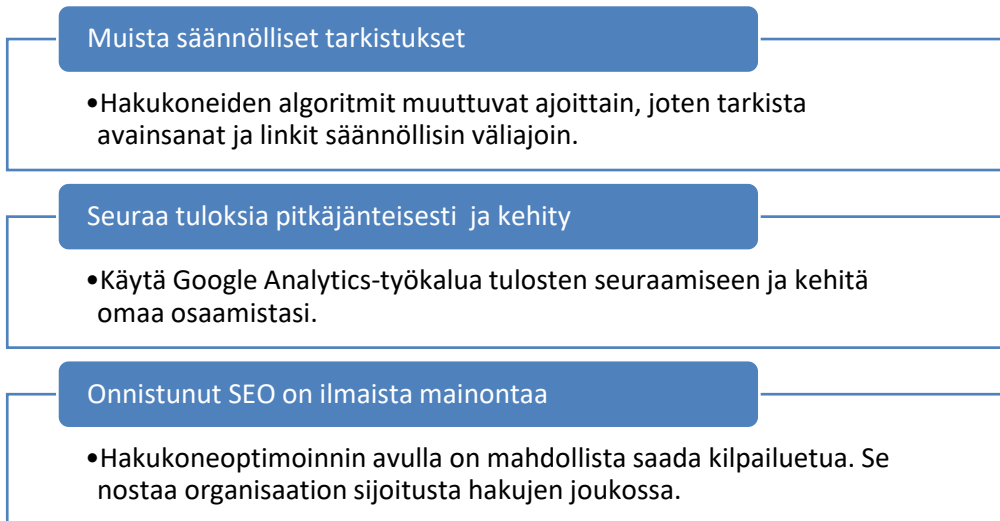 Muista säännölliset tarkistukset
•Hakukoneiden algoritmit muuttuvat ajoittain, joten tarkista
avainsanat ja linkit säännöllisin väliajoin.
Seuraa tuloksia pitkäjänteisesti  ja kehity
•Käytä Google Analytics-työkalua tulosten seuraamiseen ja kehitä
omaa osaamistasi.
Onnistunut SEO on ilmaista mainontaa
•Hakukoneoptimoinnin avulla on mahdollista saada kilpailuetua. Se
nostaa organisaation sijoitusta hakujen joukossa.